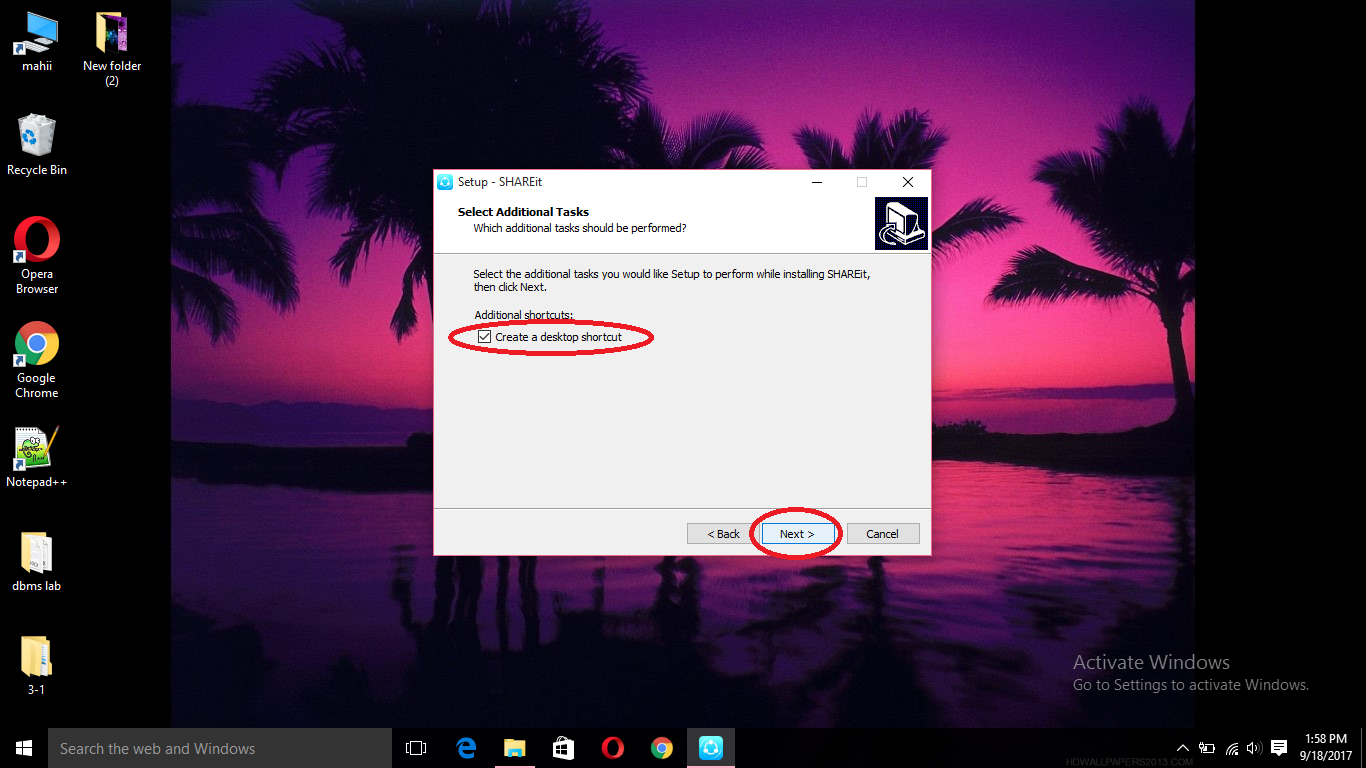 mahii
New folder
(2)
Recycle Bin
Opera
Browser
Google
Chrome
Notepad++
dbms lab
3-1
Setup - SHAREit
Select Additional Tasks
Which additional tasks should be performed?
Select the additional tasks you would like Setup to perform while installing SHAREit,
then click Next.
Additional shortcuts:
Create a desktop shortcut
< Back
Next >
Cancel
Activate Windows
Go to Settings to activate Windows.
Search the web and Windows
1:58 PM
9/18/2017
HDWALLPAPERS2013.COM